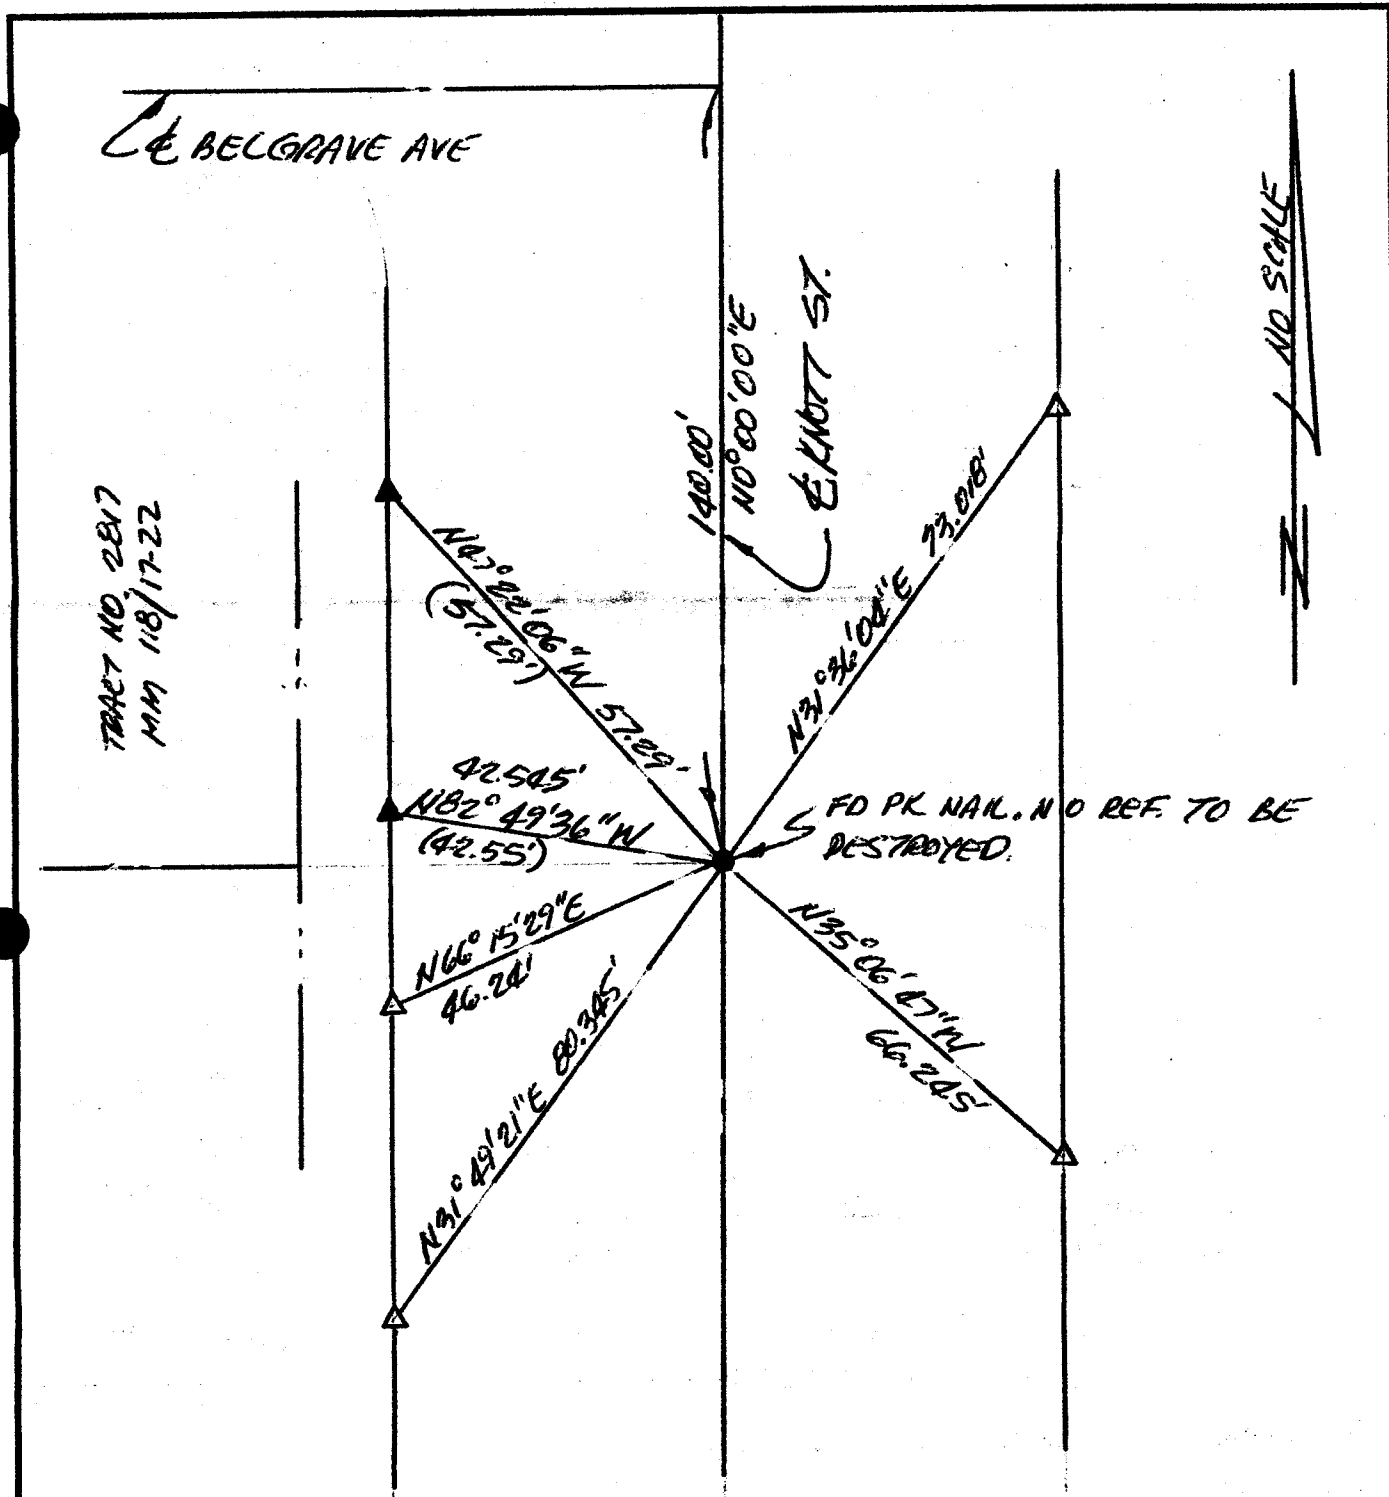 ℄ BELGRAVE AVE
NO SCALE
140.00'
N0°00'00"E
℄ KNOTT ST.
TRACT NO. 2817
MM 118/17-22
N47°22'06"W 57.29'
(57.29')
N31°36'04"E 73.018'
42.545'
N82°49'36"W
(42.55')
FD PK NAIL. NO REF. TO BE
DESTROYED.
N66°15'29"E
46.24'
N35°06'47"W
66.245'
N31°49'21"E 80.345'
N